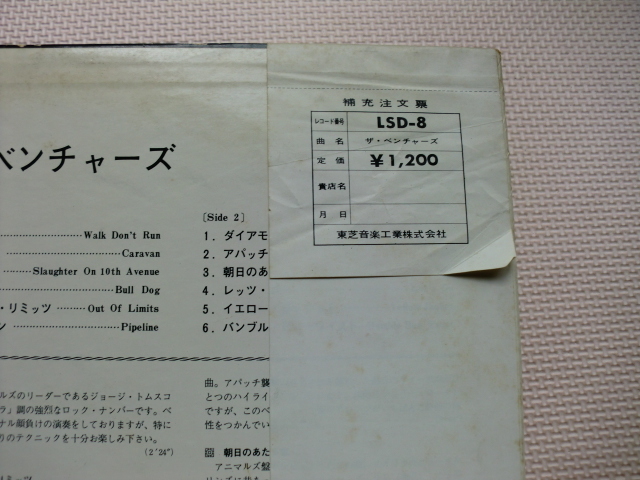 補充注文票
レコード番号 LSD-8
曲名 ザ・ベンチャーズ
定価 ¥1,200
貴店名
月日
東芝音楽工業株式会社
ベンチャーズ
Walk Don't Run
Caravan
Slaughter On 10th Avenue
Bull Dog
・リミッツ ……… Out Of Limits
ン ……… Pipeline
[Side 2]
1. ダイアモ
2. アパッチ
3. 朝日のあ
4. レッツ・
5. イエロー
6. バンブル
ルズのリーダーであるジョージ・トムスコ
ラ」調の強烈なロック・ナンバーです。ベ
ナル顔負けの演奏をしておりますが、特に
りのテクニックを十分お楽しみ下さい。
(2′24″)
曲。アパッチ襲
とつのハイライ
ですが、このベ
性をつかんでい
朝日のあた
アニマルズ盤